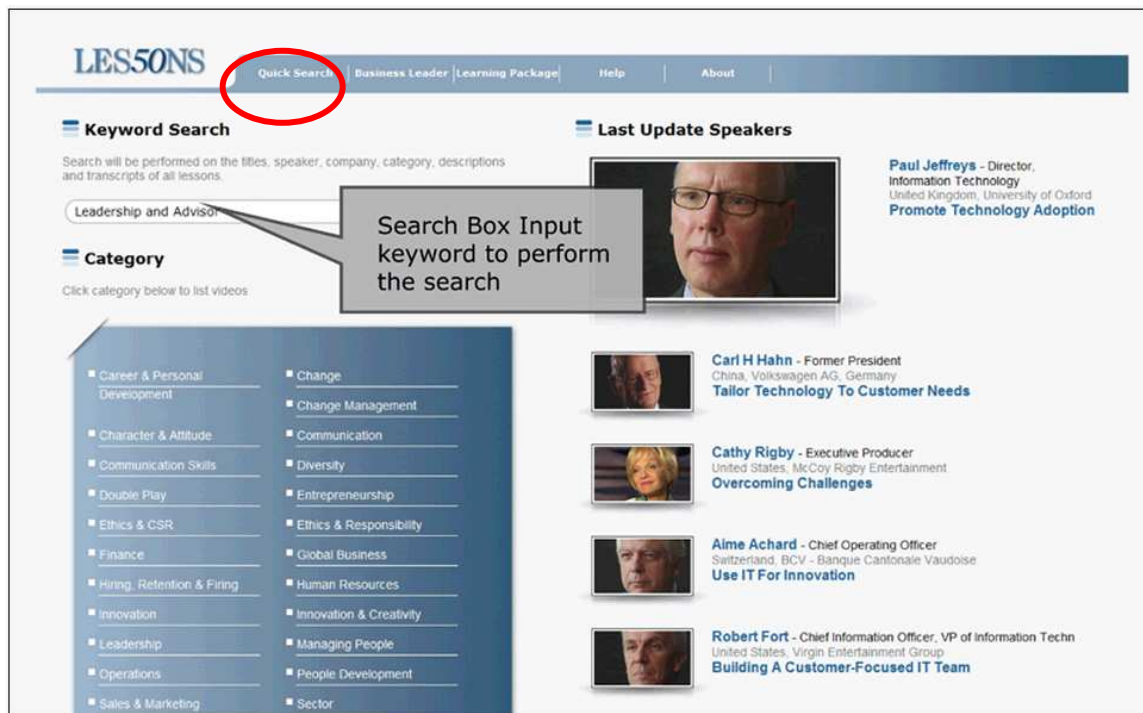 LES50NS
Quick Search
Business Leader
Learning Package
Help
About
Keyword Search
Search will be performed on the titles, speaker, company, category, descriptions
and transcripts of all lessons.
Leadership and Advisor
Search Box Input
keyword to perform
the search
Category
Click category below to list videos
Career & Personal
Development
Character & Attitude
Communication Skills
Double Play
Ethics & CSR
Finance
Hiring, Retention & Firing
Innovation
Leadership
Operations
Sales & Marketing
Change
Change Management
Communication
Diversity
Entrepreneurship
Ethics & Responsibility
Global Business
Human Resources
Innovation & Creativity
Managing People
People Development
Sector
Last Update Speakers
Paul Jeffreys - Director,
Information Technology
United Kingdom, University of Oxford
Promote Technology Adoption
Carl H Hahn - Former President
China, Volkswagen AG, Germany
Tailor Technology To Customer Needs
Cathy Rigby - Executive Producer
United States, McCoy Rigby Entertainment
Overcoming Challenges
Aime Achard - Chief Operating Officer
Switzerland, BCV - Banque Cantonale Vaudoise
Use IT For Innovation
Robert Fort - Chief Information Officer, VP of Information Techn
United States, Virgin Entertainment Group
Building A Customer-Focused IT Team